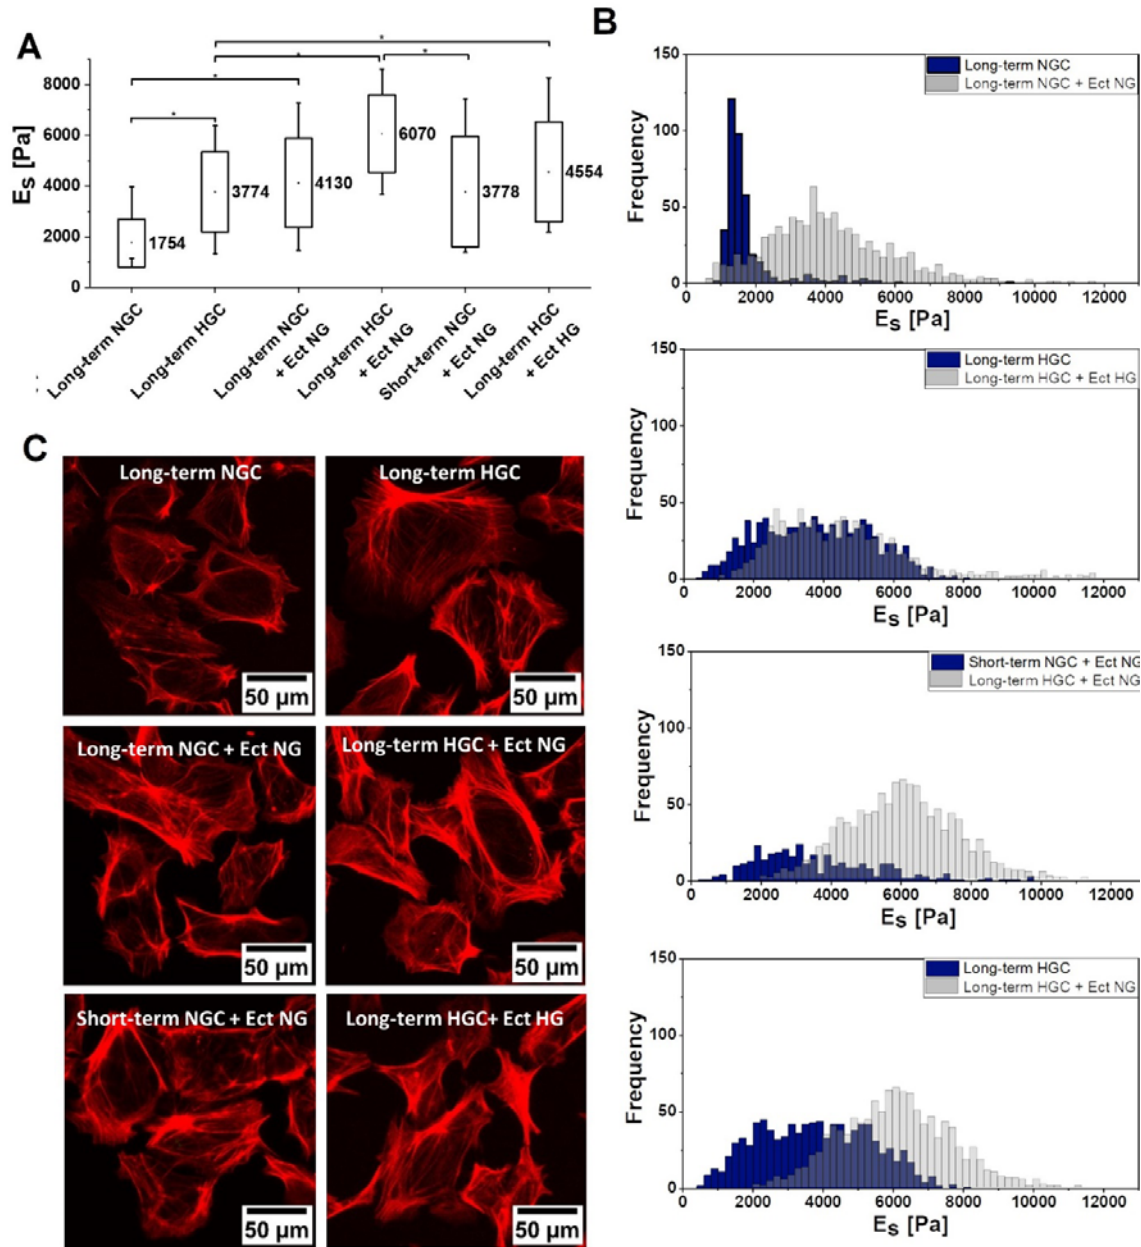 A
Es [Pa]
8000
6000
4000
2000
0
*
*
*
*
*
1754
3774
4130
6070
3778
4554
Long-term NGC
Long-term HGC
Long-term NGC
+ Ect NG
Long-term HGC
+ Ect NG
Short-term NGC
+ Ect NG
Long-term HGC
+ Ect HG
B
Long-term NGC
Long-term NGC + Ect NG
Frequency
150
100
50
0
0 2000 4000 6000 8000 10000 12000
Es [Pa]
Long-term HGC
Long-term HGC + Ect HG
Frequency
150
100
50
0
0 2000 4000 6000 8000 10000 12000
Es [Pa]
Short-term NGC + Ect NG
Long-term HGC + Ect NG
Frequency
150
100
50
0
0 2000 4000 6000 8000 10000 12000
Es [Pa]
Long-term HGC
Long-term HGC + Ect NG
Frequency
150
100
50
0
0 2000 4000 6000 8000 10000 12000
Es [Pa]
C
Long-term NGC
50 µm
Long-term HGC
50 µm
Long-term NGC + Ect NG
50 µm
Long-term HGC + Ect NG
50 µm
Short-term NGC + Ect NG
50 µm
Long-term HGC+ Ect HG
50 µm